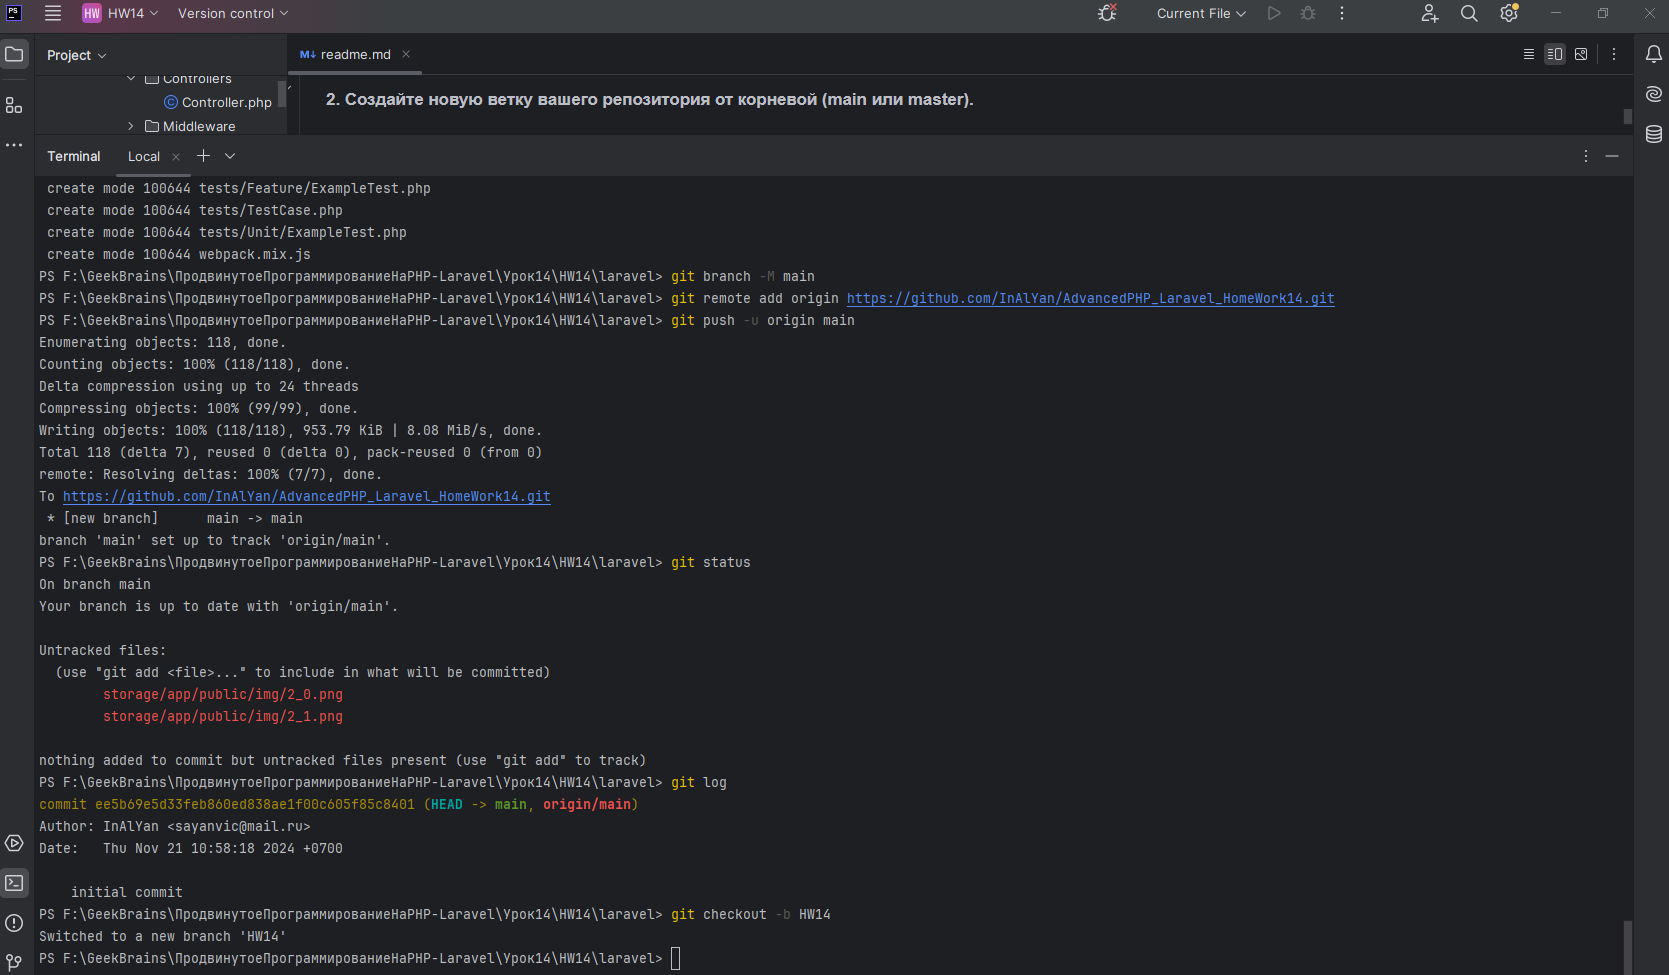 PS
HW HW14 Version control Current File
Project
M↓ readme.md
Controllers
© Controller.php
Middleware
2. Создайте новую ветку вашего репозитория от корневой (main или master).
Terminal Local
create mode 100644 tests/Feature/ExampleTest.php
create mode 100644 tests/TestCase.php
create mode 100644 tests/Unit/ExampleTest.php
create mode 100644 webpack.mix.js
PS F:\GeekBrains\ПродвинутоеПрограммированиеНаPHP-Laravel\Урок14\HW14\laravel> git branch -M main
PS F:\GeekBrains\ПродвинутоеПрограммированиеНаPHP-Laravel\Урок14\HW14\laravel> git remote add origin https://github.com/InAlYan/AdvancedPHP_Laravel_HomeWork14.git
PS F:\GeekBrains\ПродвинутоеПрограммированиеНаPHP-Laravel\Урок14\HW14\laravel> git push -u origin main
Enumerating objects: 118, done.
Counting objects: 100% (118/118), done.
Delta compression using up to 24 threads
Compressing objects: 100% (99/99), done.
Writing objects: 100% (118/118), 953.79 KiB | 8.08 MiB/s, done.
Total 118 (delta 7), reused 0 (delta 0), pack-reused 0 (from 0)
remote: Resolving deltas: 100% (7/7), done.
To https://github.com/InAlYan/AdvancedPHP_Laravel_HomeWork14.git
* [new branch] main -> main
branch 'main' set up to track 'origin/main'.
PS F:\GeekBrains\ПродвинутоеПрограммированиеНаPHP-Laravel\Урок14\HW14\laravel> git status
On branch main
Your branch is up to date with 'origin/main'.
Untracked files:
(use "git add <file>..." to include in what will be committed)
storage/app/public/img/2_0.png
storage/app/public/img/2_1.png
nothing added to commit but untracked files present (use "git add" to track)
PS F:\GeekBrains\ПродвинутоеПрограммированиеНаPHP-Laravel\Урок14\HW14\laravel> git log
commit ee5b69e5d33feb860ed838ae1f00c605f85c8401 (HEAD -> main, origin/main)
Author: InAlYan <sayanvic@mail.ru>
Date: Thu Nov 21 10:58:18 2024 +0700
initial commit
PS F:\GeekBrains\ПродвинутоеПрограммированиеНаPHP-Laravel\Урок14\HW14\laravel> git checkout -b HW14
Switched to a new branch 'HW14'
PS F:\GeekBrains\ПродвинутоеПрограммированиеНаPHP-Laravel\Урок14\HW14\laravel>